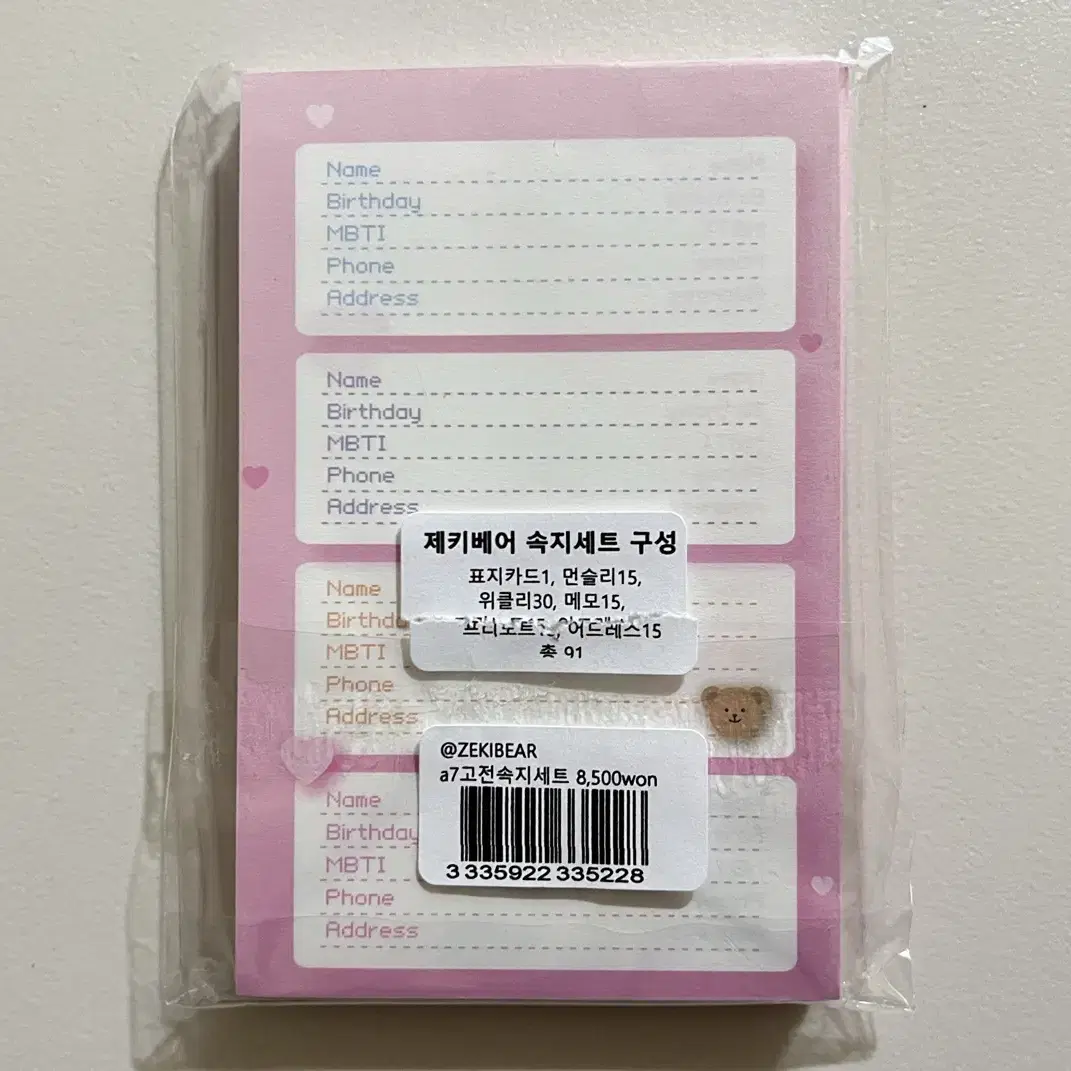 Name
Birthday
MBTI
Phone
Address
Name
Birthday
MBTI
Phone
Address
제키베어 속지세트 구성
표지카드1, 먼슬리15,
위클리30, 메모15,
어드레스15
총 91
Name
MBTI
Phone
Address
@ZEKIBEAR
a7고전속지세트 8,500won
3 335922 335228
Name
Birthday
MBTI
Phone
Address